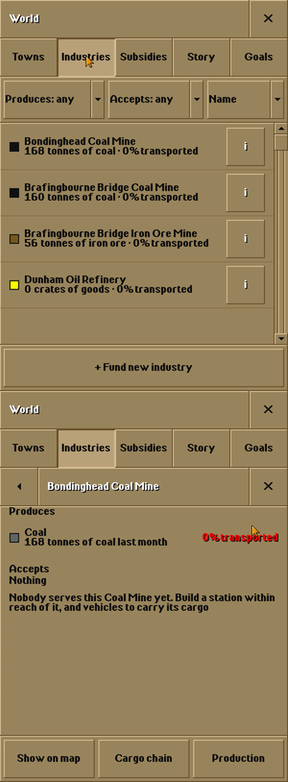 World
Towns Industries Subsidies Story Goals
Produces: any Accepts: any Name
Bondinghead Coal Mine
168 tonnes of coal · 0% transported
i
Brafingbourne Bridge Coal Mine
160 tonnes of coal · 0% transported
i
Brafingbourne Bridge Iron Ore Mine
56 tonnes of iron ore · 0% transported
i
Dunham Oil Refinery
0 crates of goods · 0% transported
i
+ Fund new industry
World
Towns Industries Subsidies Story Goals
Bondinghead Coal Mine
Produces
Coal
168 tonnes of coal last month 0% transported
Accepts
Nothing
Nobody serves this Coal Mine yet. Build a station within
reach of it, and vehicles to carry its cargo
Show on map Cargo chain Production